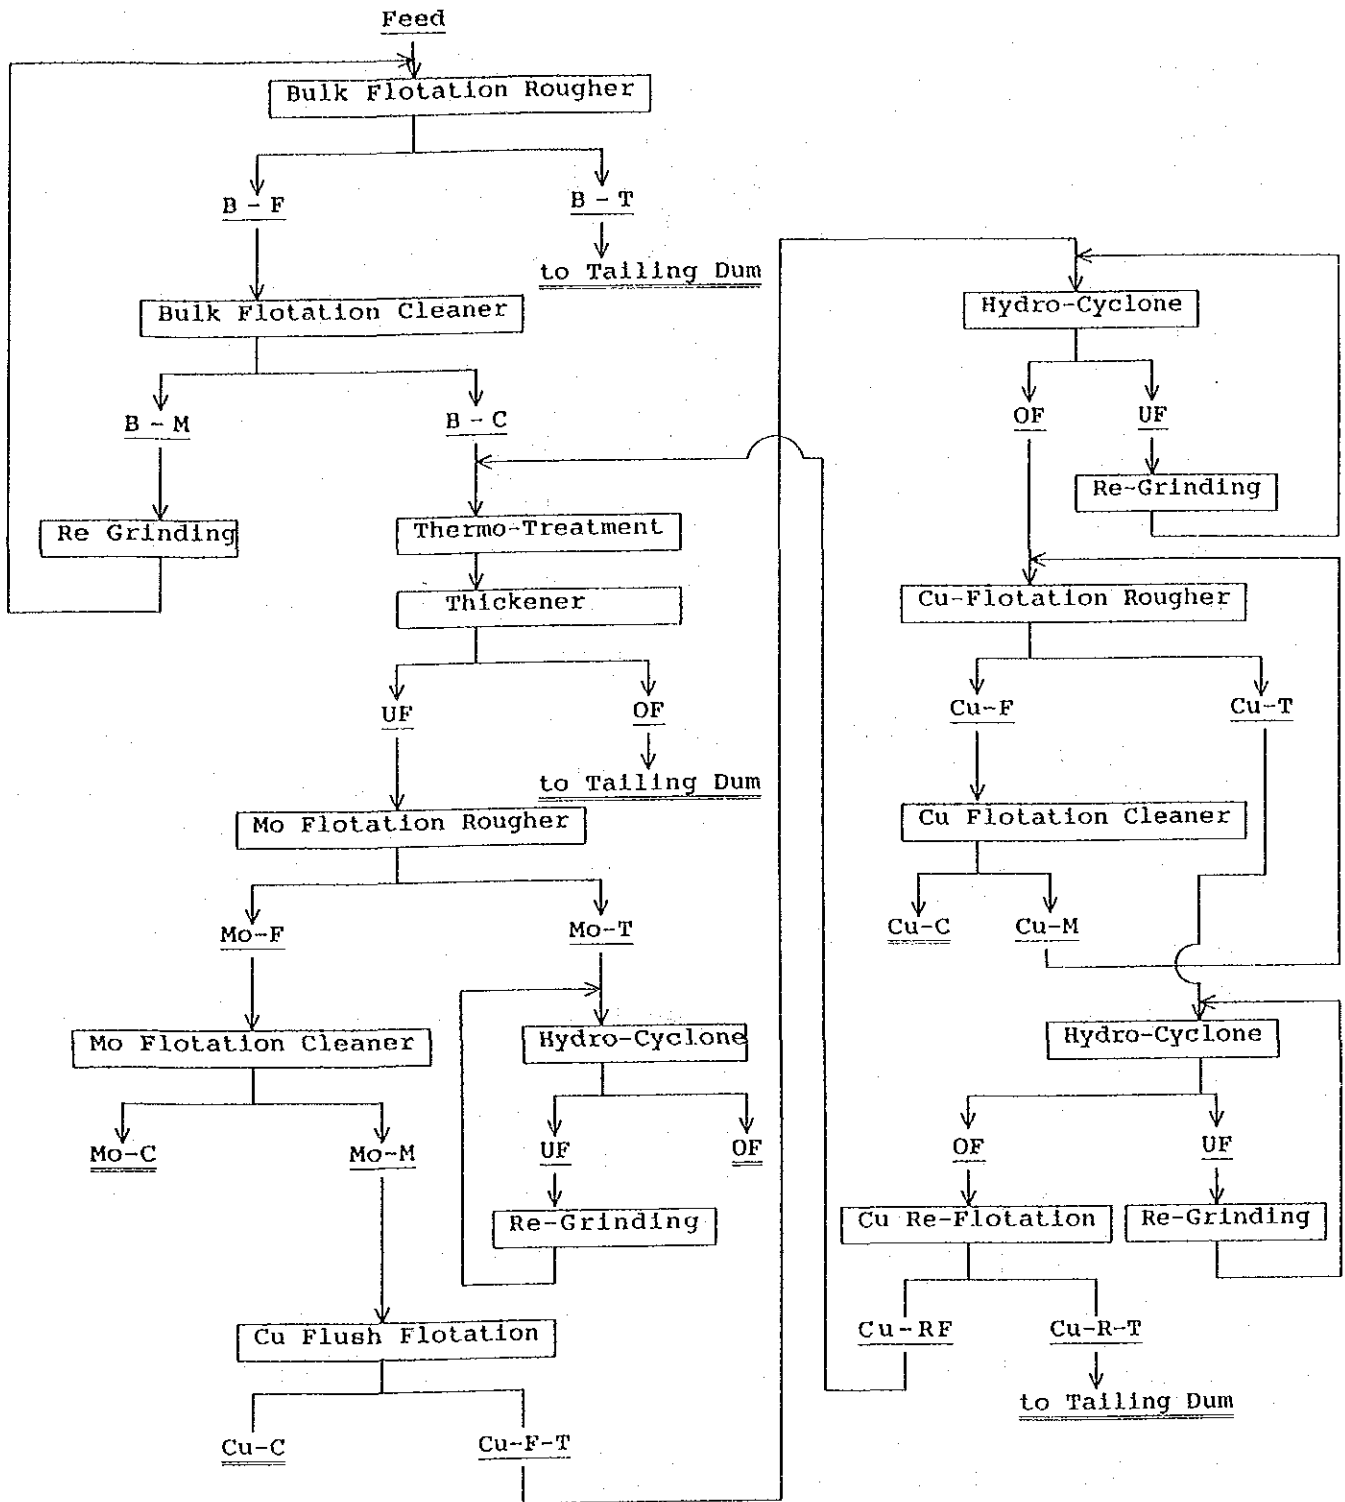 Feed
Bulk Flotation Rougher
B - F
B - T
to Tailing Dum
Bulk Flotation Cleaner
B - M
B - C
Re Grinding
Thermo-Treatment
Thickener
UF
OF
to Tailing Dum
Mo Flotation Rougher
Mo-F
Mo-T
Mo Flotation Cleaner
Hydro-Cyclone
Mo-C
Mo-M
UF
OF
Re-Grinding
Cu Flush Flotation
Cu-C
Cu-F-T
Hydro-Cyclone
OF
UF
Re-Grinding
Cu-Flotation Rougher
Cu-F
Cu-T
Cu Flotation Cleaner
Cu-C
Cu-M
Hydro-Cyclone
OF
UF
Cu Re-Flotation
Re-Grinding
Cu-RF
Cu-R-T
to Tailing Dum